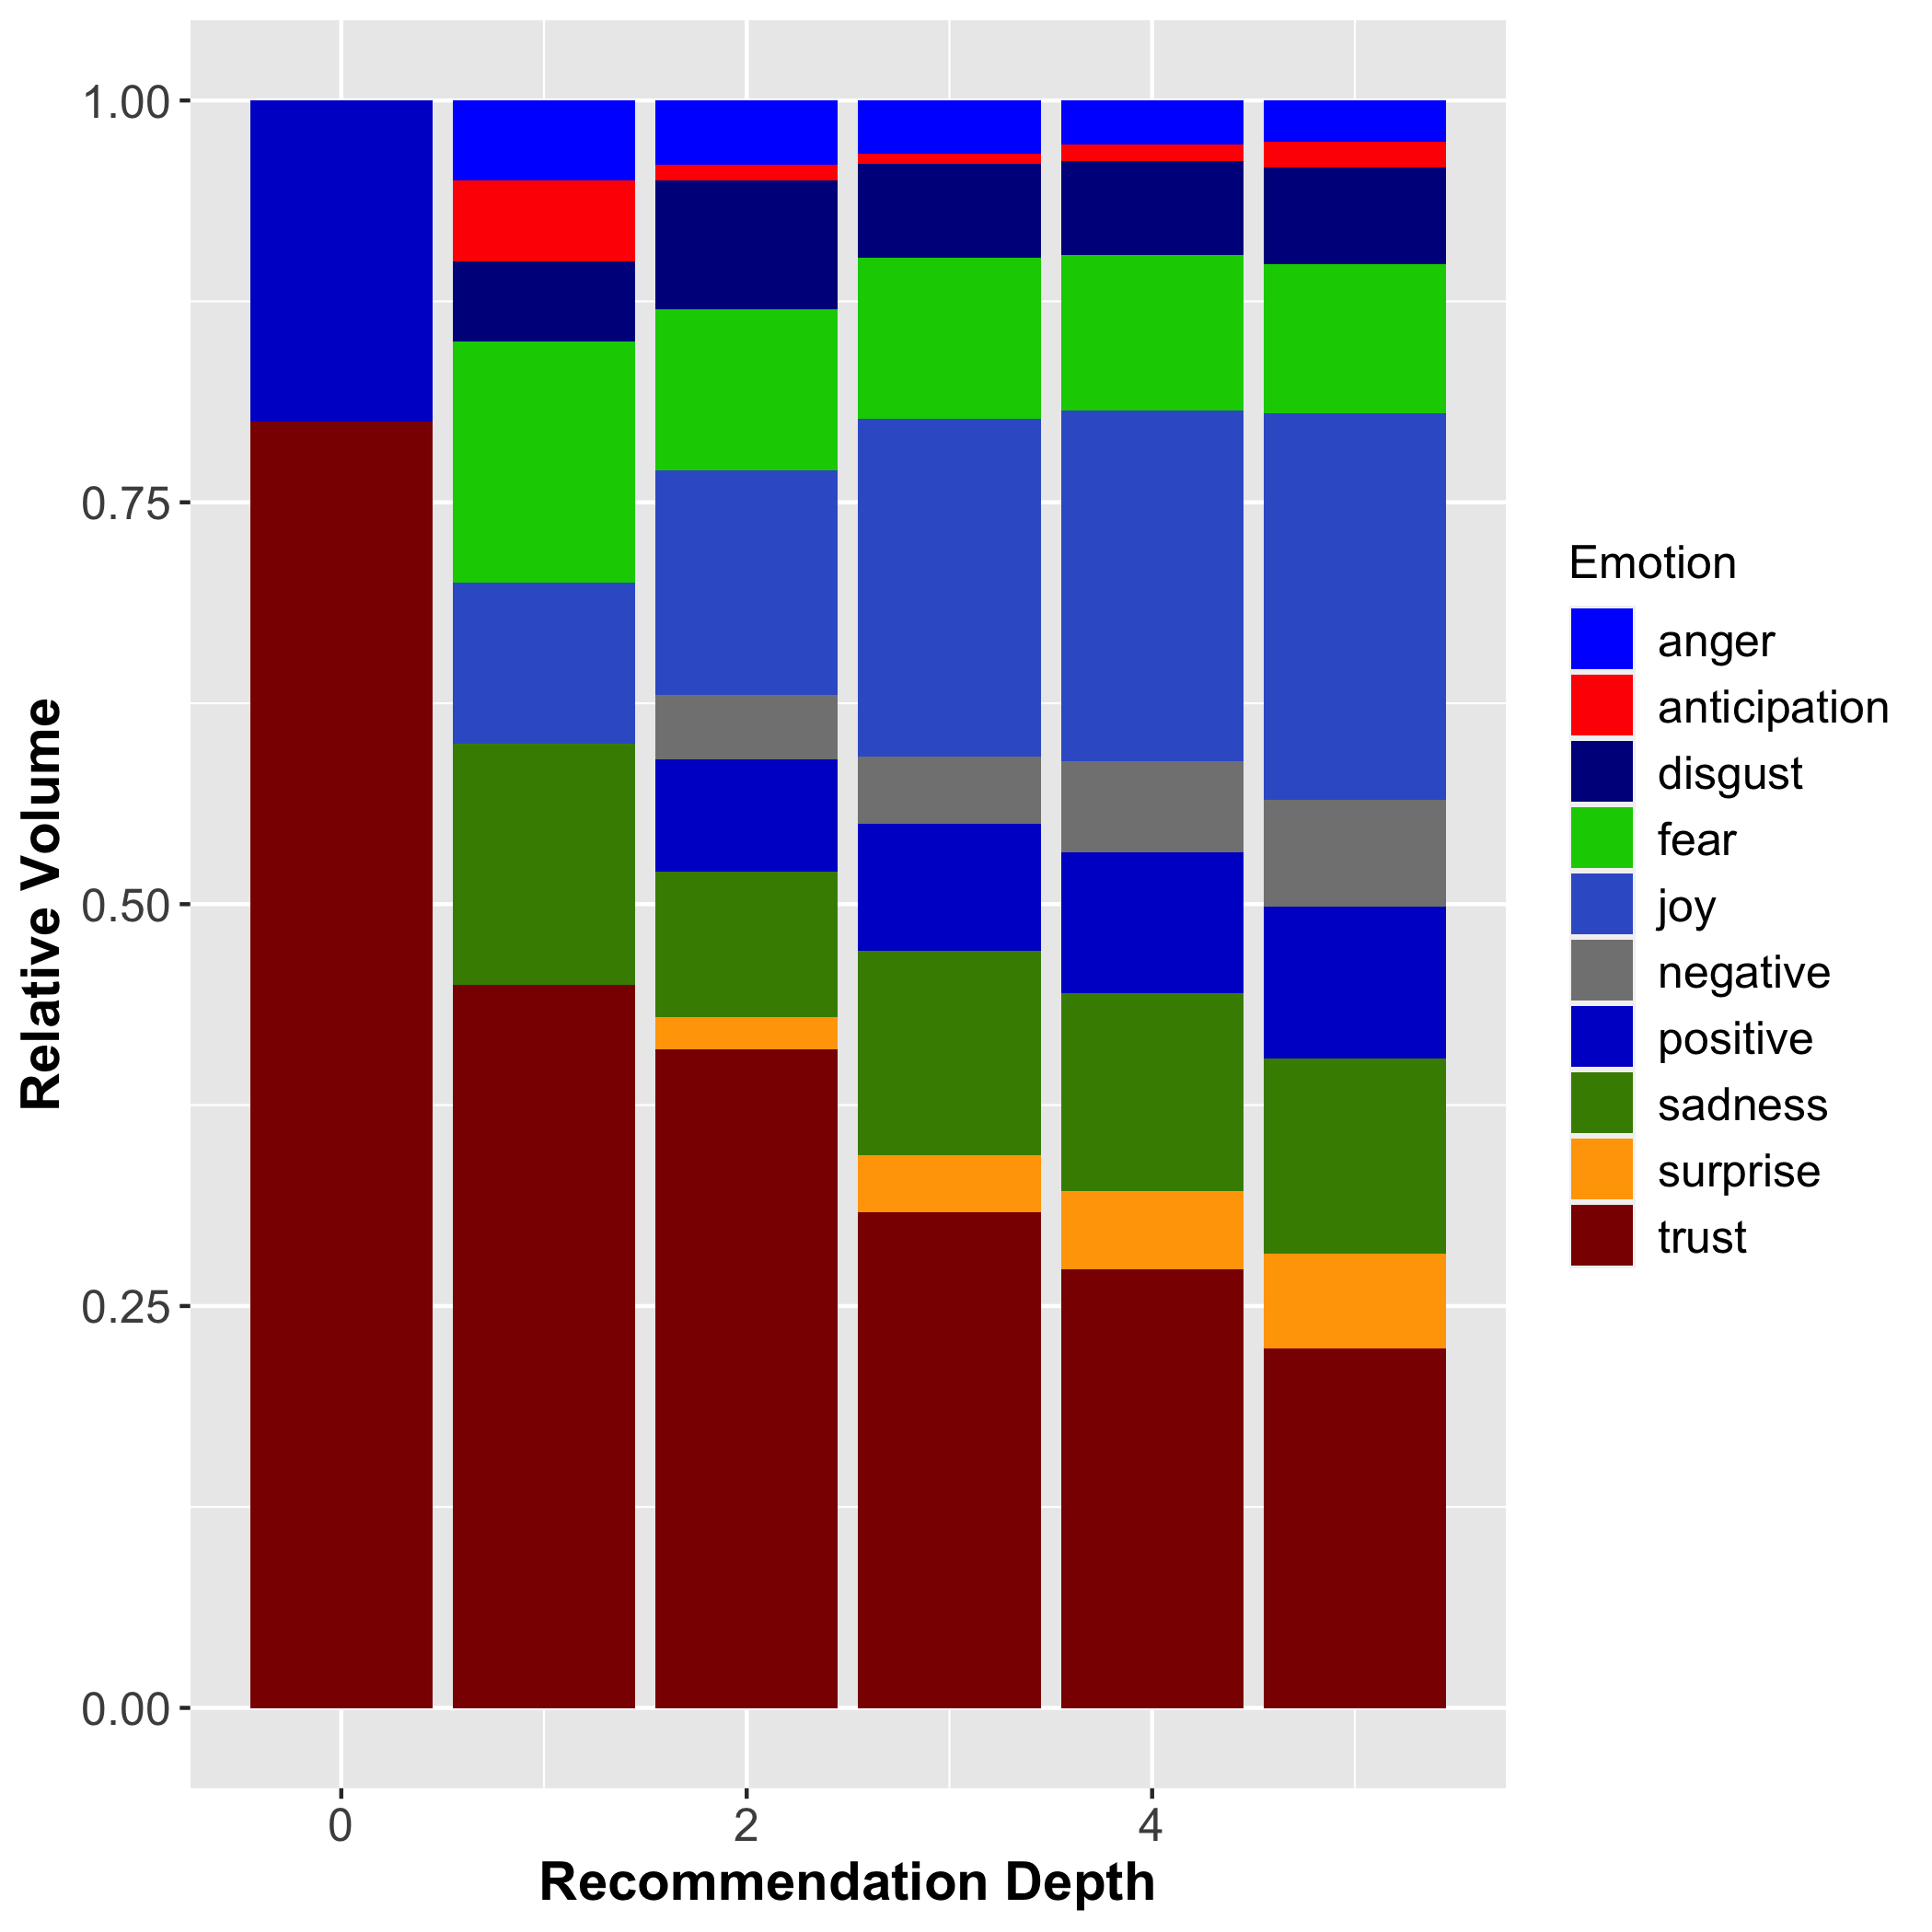 1.00
0.75
0.50
0.25
0.00
Relative Volume
0
2
4
Recommendation Depth
Emotion
anger
anticipation
disgust
fear
joy
negative
positive
sadness
surprise
trust